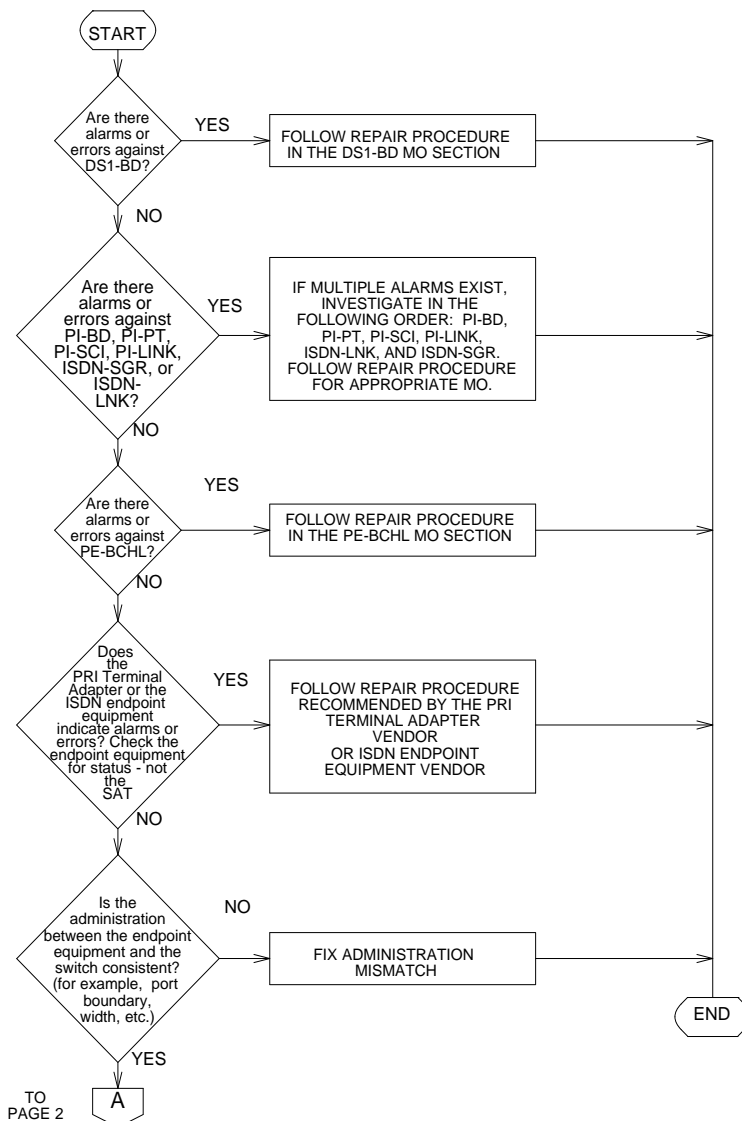 START
Are there
alarms or
errors against
DS1-BD?
YES
FOLLOW REPAIR PROCEDURE
IN THE DS1-BD MO SECTION
NO
Are there
alarms or
errors against
PI-BD, PI-PT,
PI-SCI, PI-LINK,
ISDN-SGR, or
ISDN-
LNK?
YES
IF MULTIPLE ALARMS EXIST,
INVESTIGATE IN THE
FOLLOWING ORDER: PI-BD,
PI-PT, PI-SCI, PI-LINK,
ISDN-LNK, AND ISDN-SGR.
FOLLOW REPAIR PROCEDURE
FOR APPROPRIATE MO.
NO
Are there
alarms or
errors against
PE-BCHL?
YES
FOLLOW REPAIR PROCEDURE
IN THE PE-BCHL MO SECTION
NO
Does
the
PRI Terminal
Adapter or the
ISDN endpoint
equipment
indicate alarms or
errors? Check the
endpoint equipment
for status - not
the
SAT
YES
FOLLOW REPAIR PROCEDURE
RECOMMENDED BY THE PRI
TERMINAL ADAPTER
VENDOR
OR ISDN ENDPOINT
EQUIPMENT VENDOR
NO
Is the
administration
between the endpoint
equipment and the
switch consistent?
(for example, port
boundary,
width, etc.)
NO
FIX ADMINISTRATION
MISMATCH
END
YES
TO
PAGE 2
A